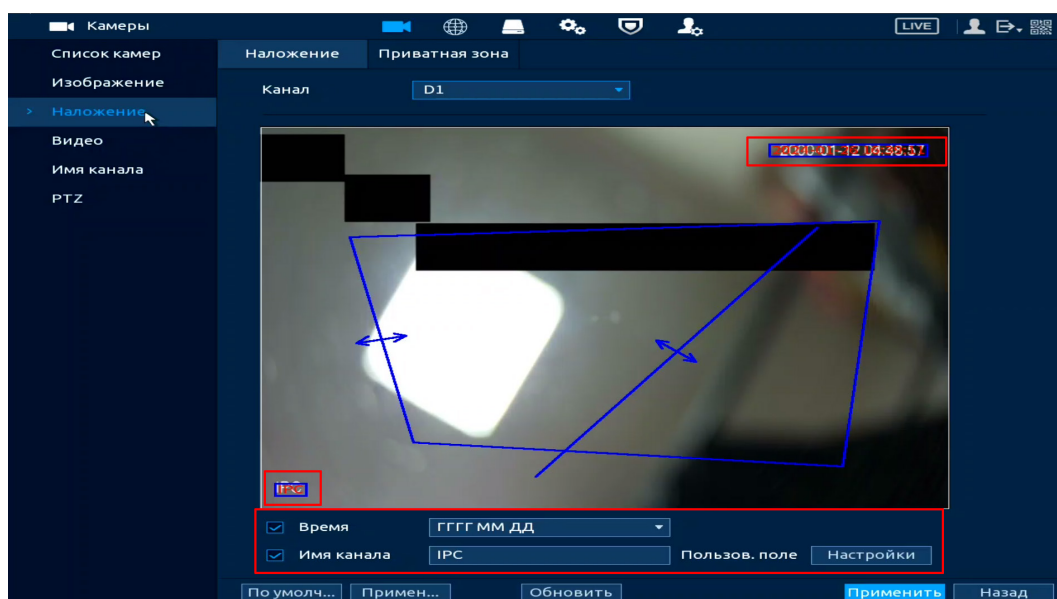 Камеры LIVE
Список камер
Изображение
Наложение
Видео
Имя канала
PTZ
Наложение Приватная зона
Канал D1
2000-01-12 04:48:57
IPC
Время ГГГГ ММ ДД
Имя канала IPC Пользов. поле Настройки
По умолч... Примен... Обновить Применить Назад